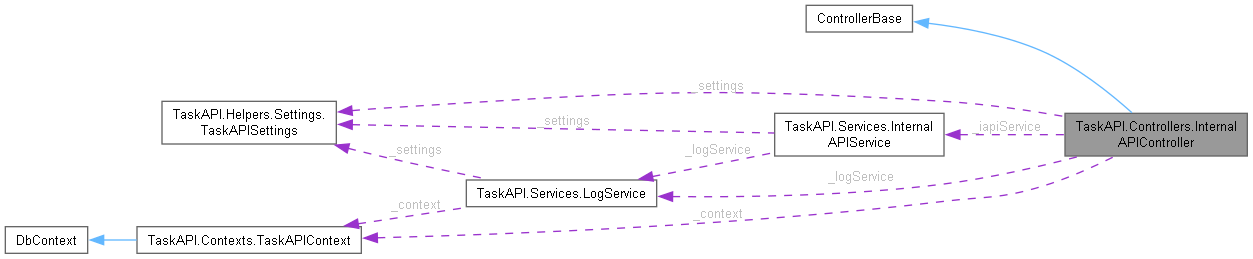 ControllerBase
_settings
TaskAPI.Helpers.Settings.
TaskAPISettings
_settings
TaskAPI.Services.Internal
APIService
_iapiService
TaskAPI.Controllers.Internal
APIController
_settings
_logService
_logService
TaskAPI.Services.LogService
_context
_context
DbContext
TaskAPI.Contexts.TaskAPIContext